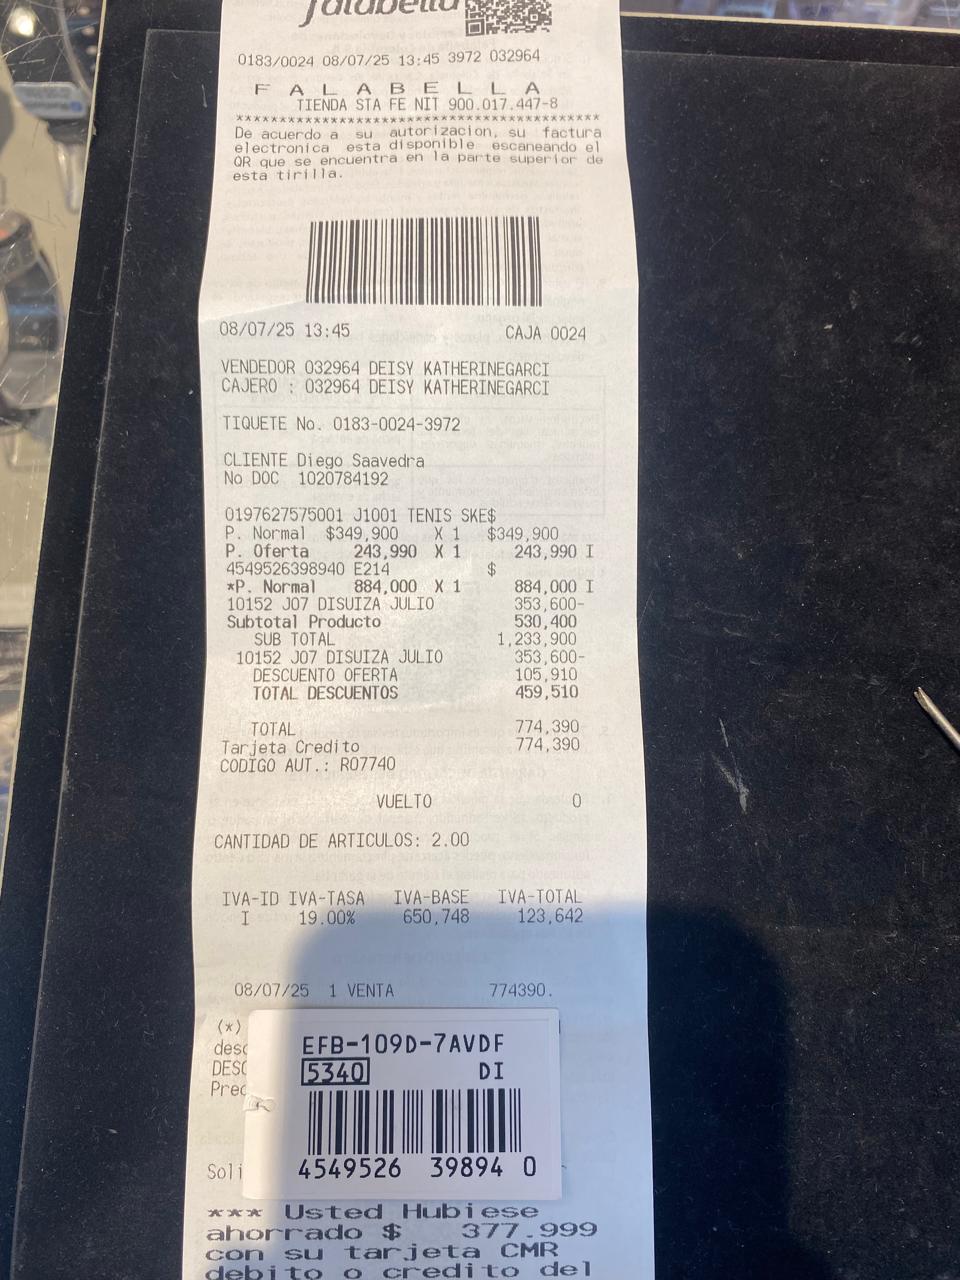 falabella
0183/0024 08/07/25 13:45 3972 032964
F A L A B E L L A
TIENDA STA FE NIT 900.017.447-8
****************************************
De acuerdo a su autorizacion, su factura
electronica esta disponible escaneando el
QR que se encuentra en la parte superior de
esta tirilla.
08/07/25 13:45 CAJA 0024
VENDEDOR 032964 DEISY KATHERINEGARCI
CAJERO : 032964 DEISY KATHERINEGARCI
TIQUETE No. 0183-0024-3972
CLIENTE Diego Saavedra
No DOC 1020784192
0197627575001 J1001 TENIS SKE$
P. Normal $349,900 X 1 $349,900
P. Oferta 243,990 X 1 243,990 I
4549526398940 E214 $
*P. Normal 884,000 X 1 884,000 I
10152 J07 DISUIZA JULIO 353,600-
Subtotal Producto 530,400
SUB TOTAL 1,233,900
10152 J07 DISUIZA JULIO 353,600-
DESCUENTO OFERTA 105,910
TOTAL DESCUENTOS 459,510
TOTAL 774,390
Tarjeta Credito 774,390
CODIGO AUT.: R07740
VUELTO 0
CANTIDAD DE ARTICULOS: 2.00
IVA-ID IVA-TASA IVA-BASE IVA-TOTAL
I 19.00% 650,748 123,642
08/07/25 1 VENTA 774390.
(*)
desc
DESC
Prec
EFB-109D-7AVDF
5340 DI
4549526 39894 0
Soli
*** Usted Hubiese
ahorrado $ 377.999
con su tarjeta CMR
debito o credito del